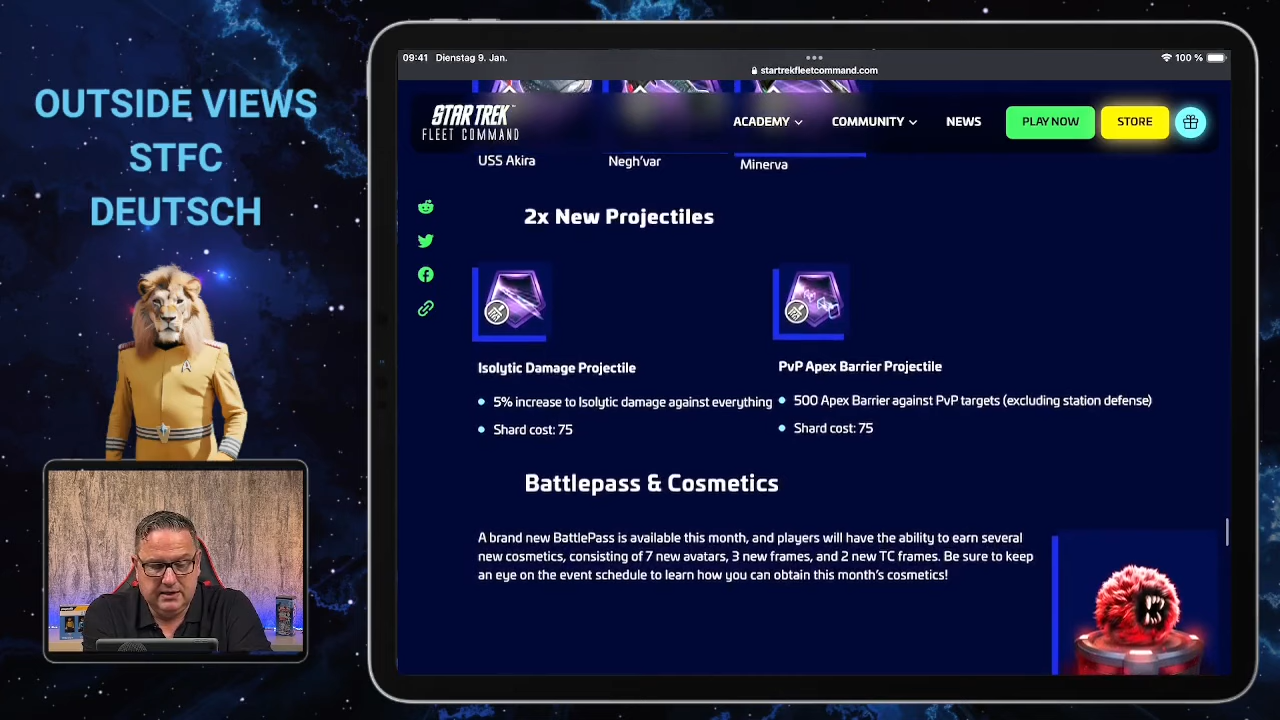 OUTSIDE VIEWS
STFC
DEUTSCH
09:41 Dienstag 9. Jan.
100 %
startrekfleetcommand.com
STAR TREK
FLEET COMMAND
ACADEMY
COMMUNITY
NEWS
PLAY NOW
STORE
USS Akira
Negh'var
Minerva
2x New Projectiles
Isolytic Damage Projectile
5% increase to Isolytic damage against everything
Shard cost: 75
PvP Apex Barrier Projectile
500 Apex Barrier against PvP targets (excluding station defense)
Shard cost: 75
Battlepass & Cosmetics
A brand new BattlePass is available this month, and players will have the ability to earn several
new cosmetics, consisting of 7 new avatars, 3 new frames, and 2 new TC frames. Be sure to keep
an eye on the event schedule to learn how you can obtain this month's cosmetics!